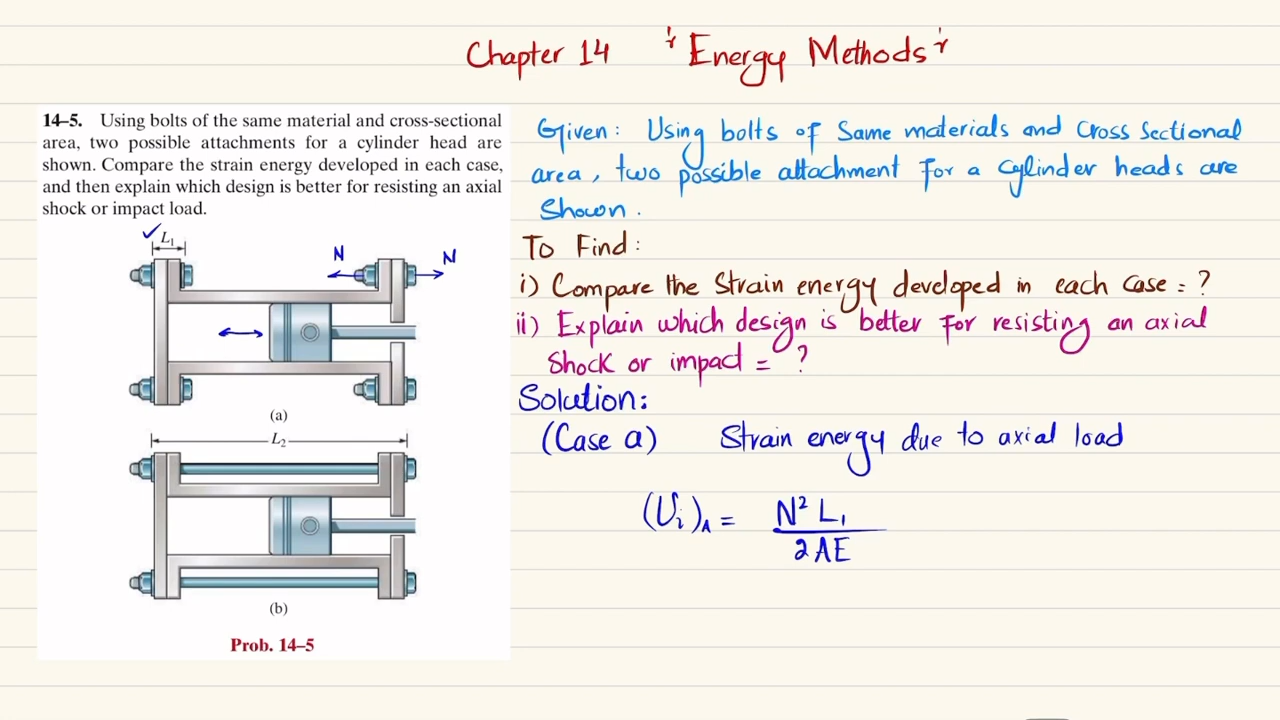 Chapter 14 "Energy Methods"
14–5. Using bolts of the same material and cross-sectional
area, two possible attachments for a cylinder head are
shown. Compare the strain energy developed in each case,
and then explain which design is better for resisting an axial
shock or impact load.
L₁
N
N
(a)
L₂
(b)
Prob. 14–5
Given: Using bolts of Same materials and cross Sectional
area, two possible attachment for a cylinder heads are
Shown.
To Find:
i) Compare the Strain energy developed in each case = ?
ii) Explain which design is better for resisting an axial
Shock or impact = ?
Solution:
(Case a) Strain energy due to axial load
(Uᵢ)ᴀ = N² L₁
2AE